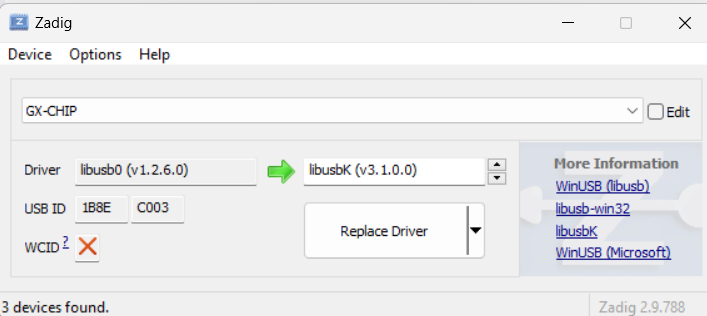 Zadig
Device Options Help
GX-CHIP
Edit
Driver libusb0 (v1.2.6.0) libusbK (v3.1.0.0)
More Information
WinUSB (libusb)
USB ID 1B8E C003
libusb-win32
Replace Driver
libusbK
WCID ?
WinUSB (Microsoft)
3 devices found.
Zadig 2.9.788